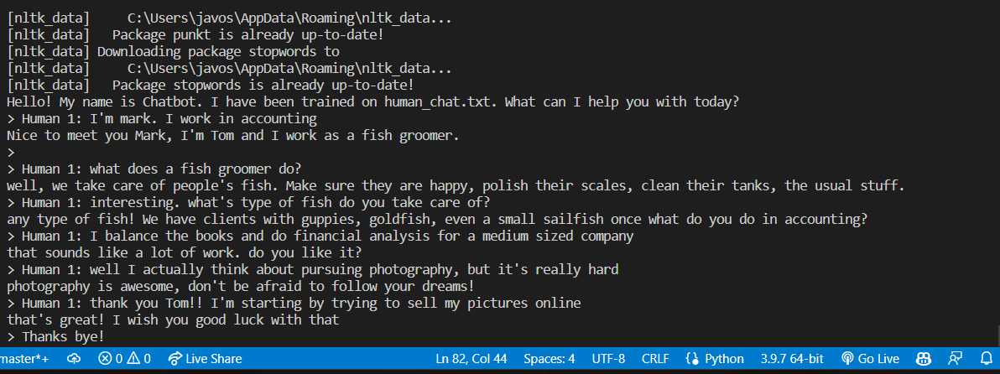 [nltk_data]     C:\Users\javos\AppData\Roaming\nltk_data...
[nltk_data]   Package punkt is already up-to-date!
[nltk_data] Downloading package stopwords to
[nltk_data]     C:\Users\javos\AppData\Roaming\nltk_data...
[nltk_data]   Package stopwords is already up-to-date!
Hello! My name is Chatbot. I have been trained on human_chat.txt. What can I help you with today?
> Human 1: I'm mark. I work in accounting
Nice to meet you Mark, I'm Tom and I work as a fish groomer.
>
> Human 1: what does a fish groomer do?
well, we take care of people's fish. Make sure they are happy, polish their scales, clean their tanks, the usual stuff.
> Human 1: interesting. what's type of fish do you take care of?
any type of fish! We have clients with guppies, goldfish, even a small sailfish once what do you do in accounting?
> Human 1: I balance the books and do financial analysis for a medium sized company
that sounds like a lot of work. do you like it?
> Human 1: well I actually think about pursuing photography, but it's really hard
photography is awesome, don't be afraid to follow your dreams!
> Human 1: thank you Tom!! I'm starting by trying to sell my pictures online
that's great! I wish you good luck with that
> Thanks bye!
master*+ 0 0 Live Share Ln 82, Col 44 Spaces: 4 UTF-8 CRLF Python 3.9.7 64-bit Go Live